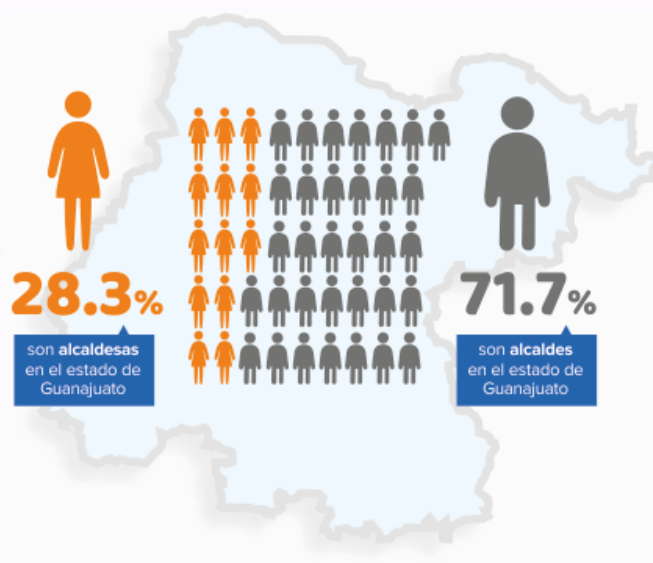 28.3%
son alcaldesas
en el estado de
Guanajuato
71.7%
son alcaldes
en el estado de
Guanajuato